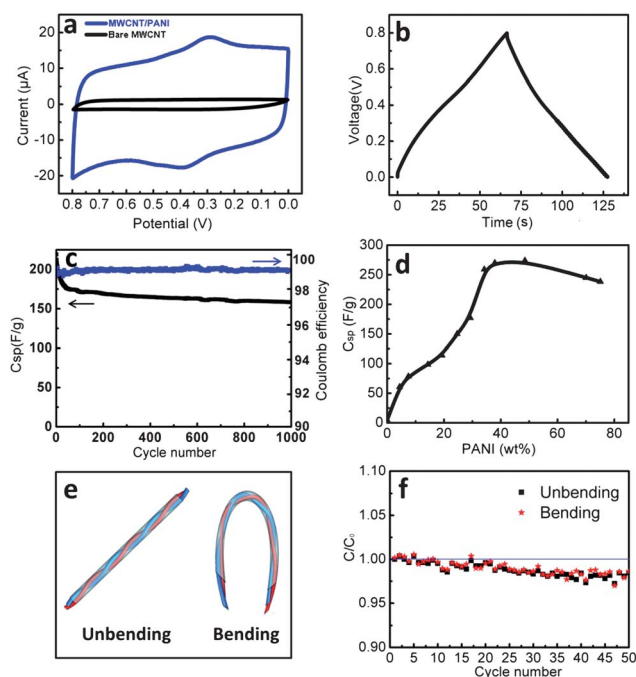 a
MWCNT/PANI
Bare MWCNT
20
10
0
-10
-20
Current (μA)
0.8 0.7 0.6 0.5 0.4 0.3 0.2 0.1 0.0
Potential (V)
b
0.8
0.6
0.4
0.2
0.0
Voltage(V)
0 25 50 75 100 125
Time (s)
c
200
150
100
50
0
Csp(F/g)
100
98
96
94
92
90
Coulomb efficiency
0 200 400 600 800 1000
Cycle number
d
300
250
200
150
100
50
0
Csp (F/g)
0 20 40 60 80
PANI (wt%)
e
Unbending
Bending
f
1.10
1.05
1.00
0.95
0.90
C/C₀
Unbending
Bending
0 10 20 30 40 50
Cycle number